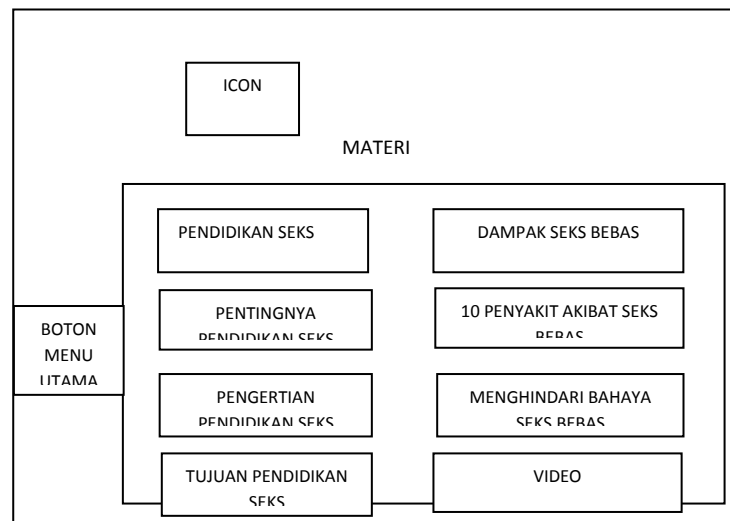 ICON
MATERI
PENDIDIKAN SEKS
DAMPAK SEKS BEBAS
PENTINGNYA
PENDIDIKAN SEKS
10 PENYAKIT AKIBAT SEKS
BEBAS
BOTON
MENU
UTAMA
PENGERTIAN
PENDIDIKAN SEKS
MENGHINDARI BAHAYA
SEKS BEBAS
TUJUAN PENDIDIKAN
SEKS
VIDEO